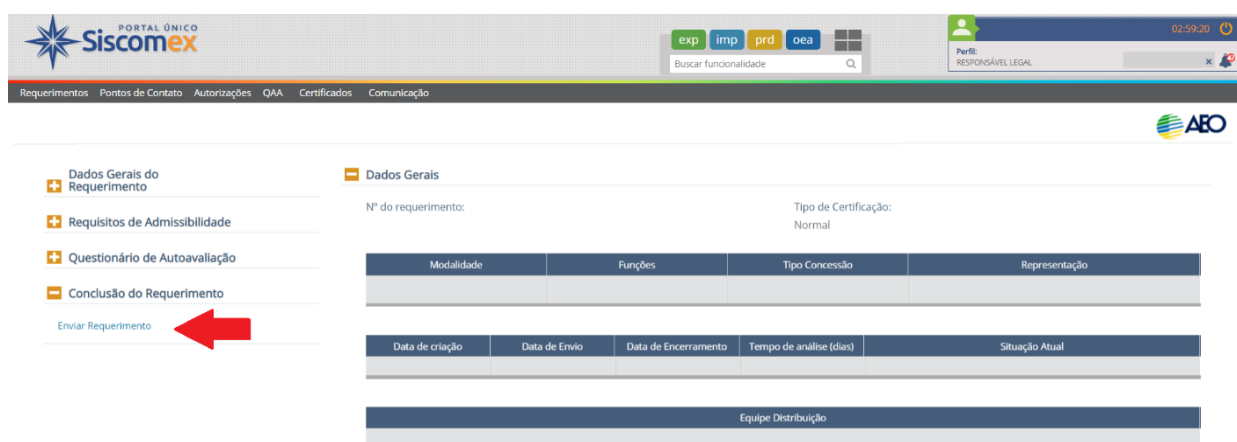 PORTAL ÚNICO
Siscomex
exp imp prd oea
Buscar funcionalidade
02:59:20
Perfil:
RESPONSÁVEL LEGAL
Requerimentos Pontos de Contato Autorizações QAA Certificados Comunicação
AEO
Dados Gerais do
Requerimento
Requisitos de Admissibilidade
Questionário de Autoavaliação
Conclusão do Requerimento
Enviar Requerimento
Dados Gerais
Nº do requerimento:
Tipo de Certificação:
Normal
Modalidade Funções Tipo Concessão Representação
Data de criação Data de Envio Data de Encerramento Tempo de análise (dias) Situação Atual
Equipe Distribuição